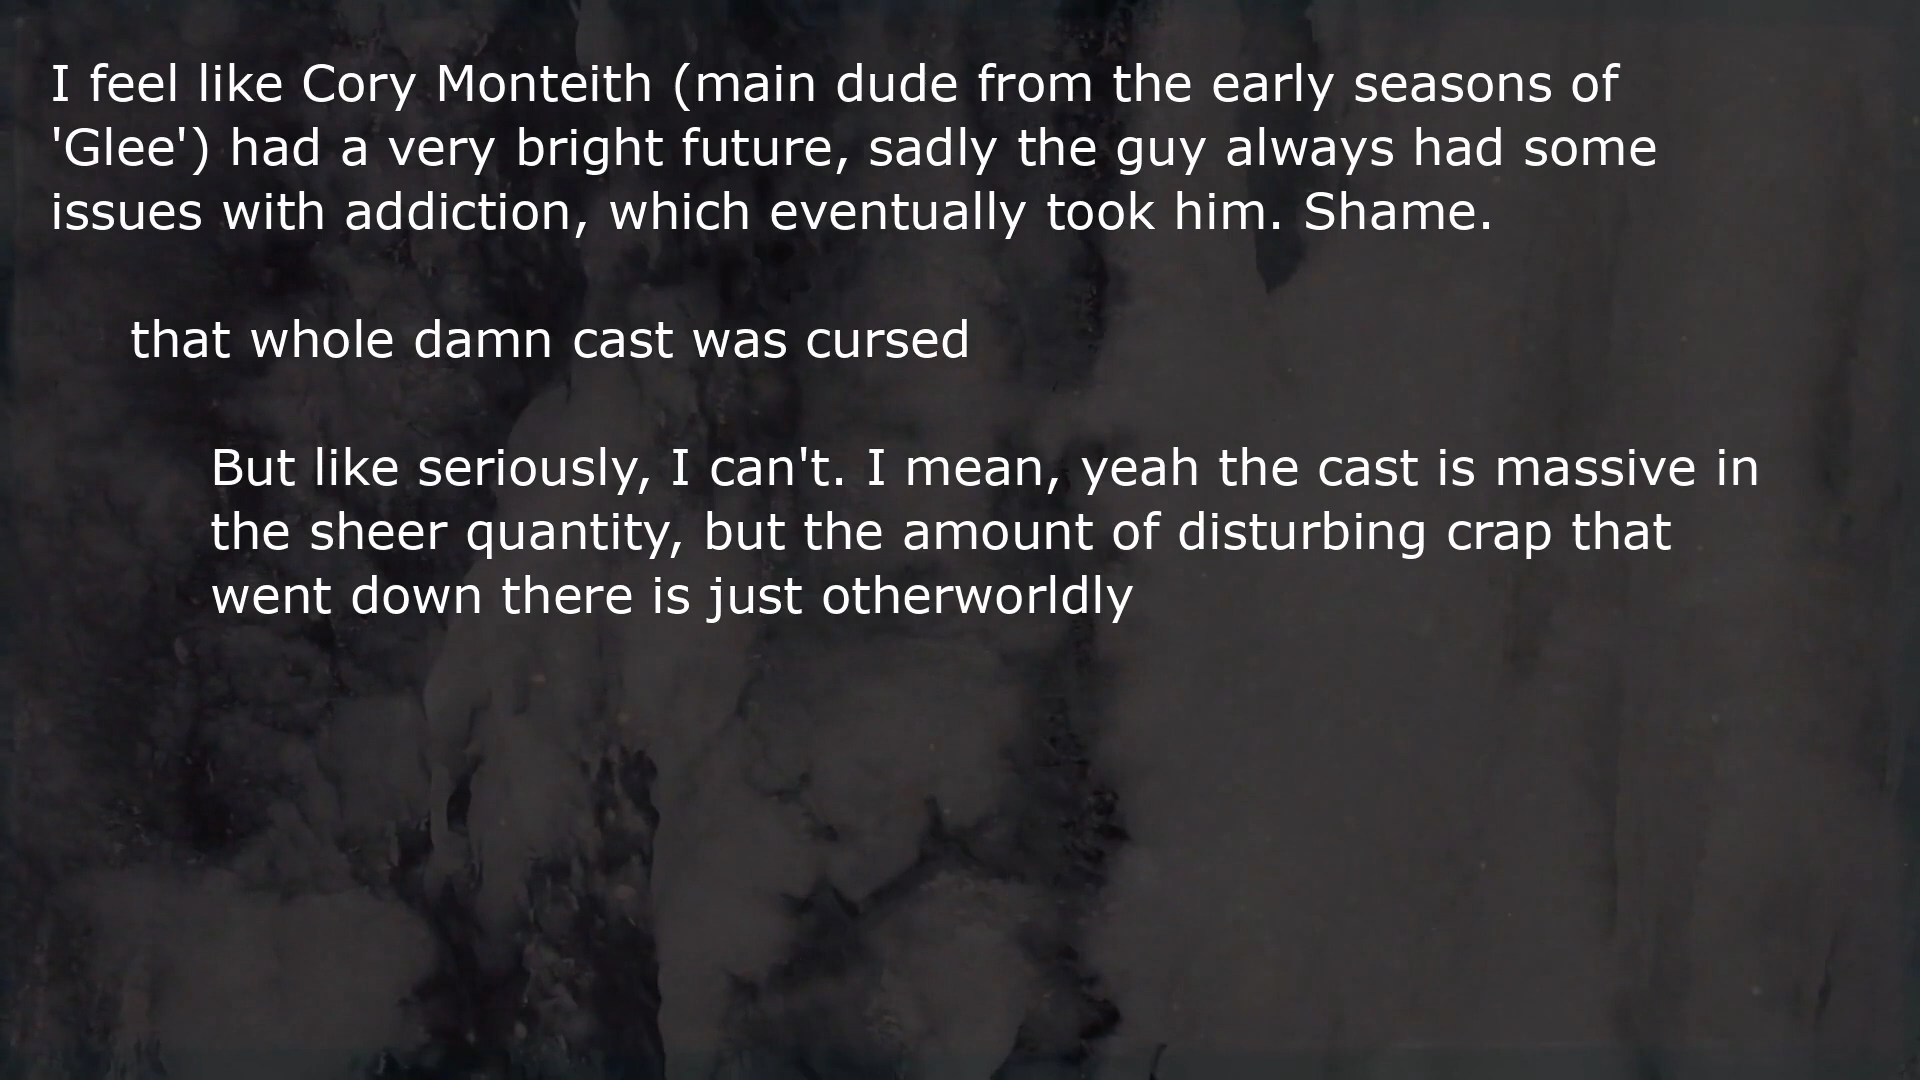 I feel like Cory Monteith (main dude from the early seasons of
'Glee') had a very bright future, sadly the guy always had some
issues with addiction, which eventually took him. Shame.
that whole damn cast was cursed
But like seriously, I can't. I mean, yeah the cast is massive in
the sheer quantity, but the amount of disturbing crap that
went down there is just otherworldly